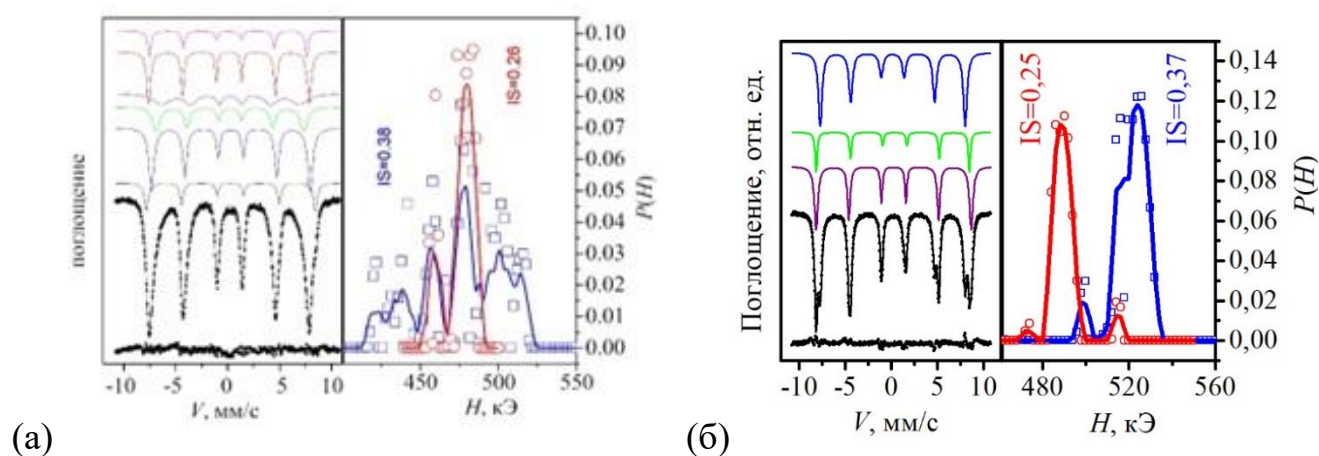 поглощение
IS=0.38
IS=0.26
0.10
0.09
0.08
0.07
0.06
0.05
0.04
0.03
0.02
0.01
0.00
P(H)
-10 -5 0 5 10
450 500 550
V, мм/с
H, кЭ
(а)
Поглощение, отн. ед.
IS=0,25
IS=0,37
0,14
0,12
0,10
0,08
0,06
0,04
0,02
0,00
P(H)
-10 -5 0 5 10
480 520 560
V, мм/с
H, кЭ
(б)